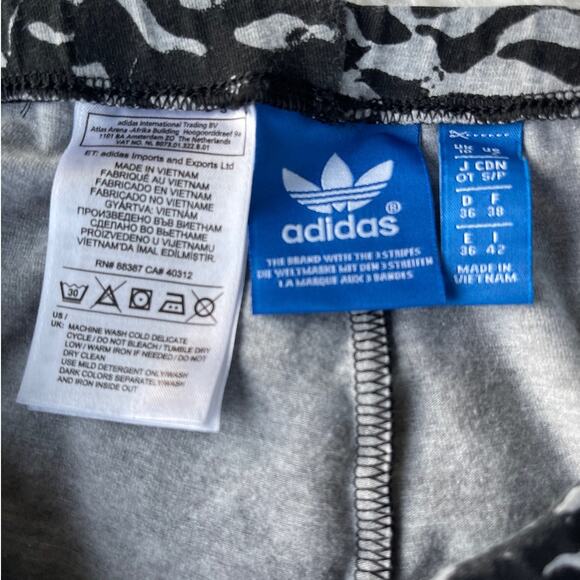 adidas International Trading BV
Atlas Arena -Afrika Building Hoogoorddreef 9a
1101 BA Amsterdam ZO The Netherlands
VAT NO. NL 8073.01.322.B.01
ET: adidas Imports and Exports Ltd
MADE IN VIETNAM
FABRIQUÉ AU VIETNAM
FABRICADO EN VIETNAM
FABRICADO NO VIETNAM
GYÁRTVA: VIETNAM
ПРОИЗВЕДЕНО ВЪВ ВИЕТНАМ
СДЕЛАНО ВО ВЬЕТНАМЕ
PROIZVEDENO U VIJETNAMU
VIETNAM'DA İMAL EDİLMİŞTİR.
RN# 88387 CA# 40312
30
US /
UK: MACHINE WASH COLD DELICATE
CYCLE / DO NOT BLEACH / TUMBLE DRY
LOW / WARM IRON IF NEEDED / DO NOT
DRY CLEAN
USE MILD DETERGENT ONLY/WASH
DARK COLORS SEPARATELY/WASH
AND IRON INSIDE OUT
adidas ®
THE BRAND WITH THE 3 STRIPES
DIE WELTMARKE MIT DEN 3 STREIFEN
LA MARQUE AUX 3 BANDES
UK US
J CDN
OT S/P
D F
36 38
E I
36 42
MADE IN
VIETNAM